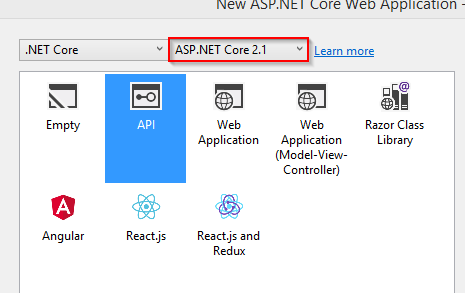 New ASP.NET Core Web Application -
.NET Core
ASP.NET Core 2.1
Learn more
Empty
API
Web
Application
Web
Application
(Model-View-
Controller)
Razor Class
Library
Angular
React.js
React.js and
Redux